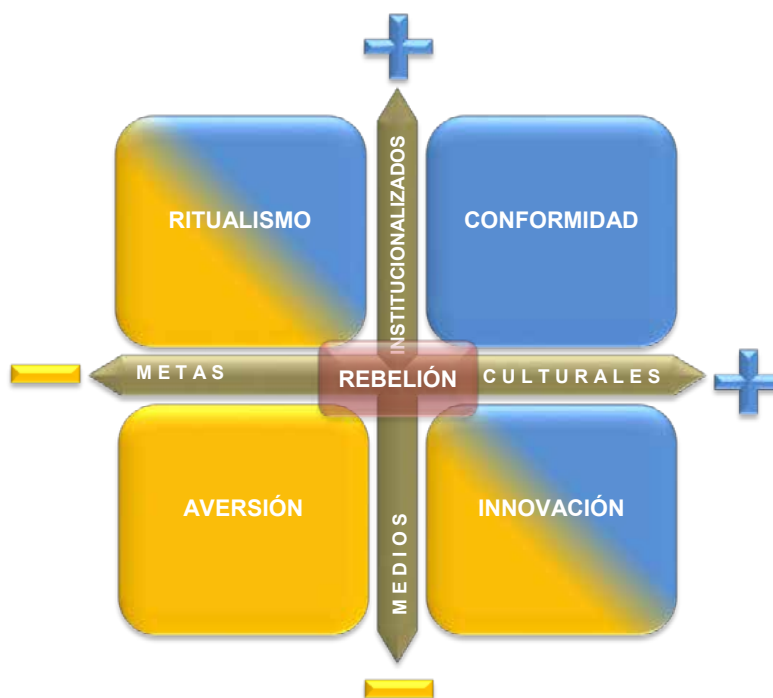 RITUALISMO
CONFORMIDAD
INSTITUCIONALIZADOS
METAS
REBELIÓN
CULTURALES
AVERSIÓN
INNOVACIÓN
MEDIOS